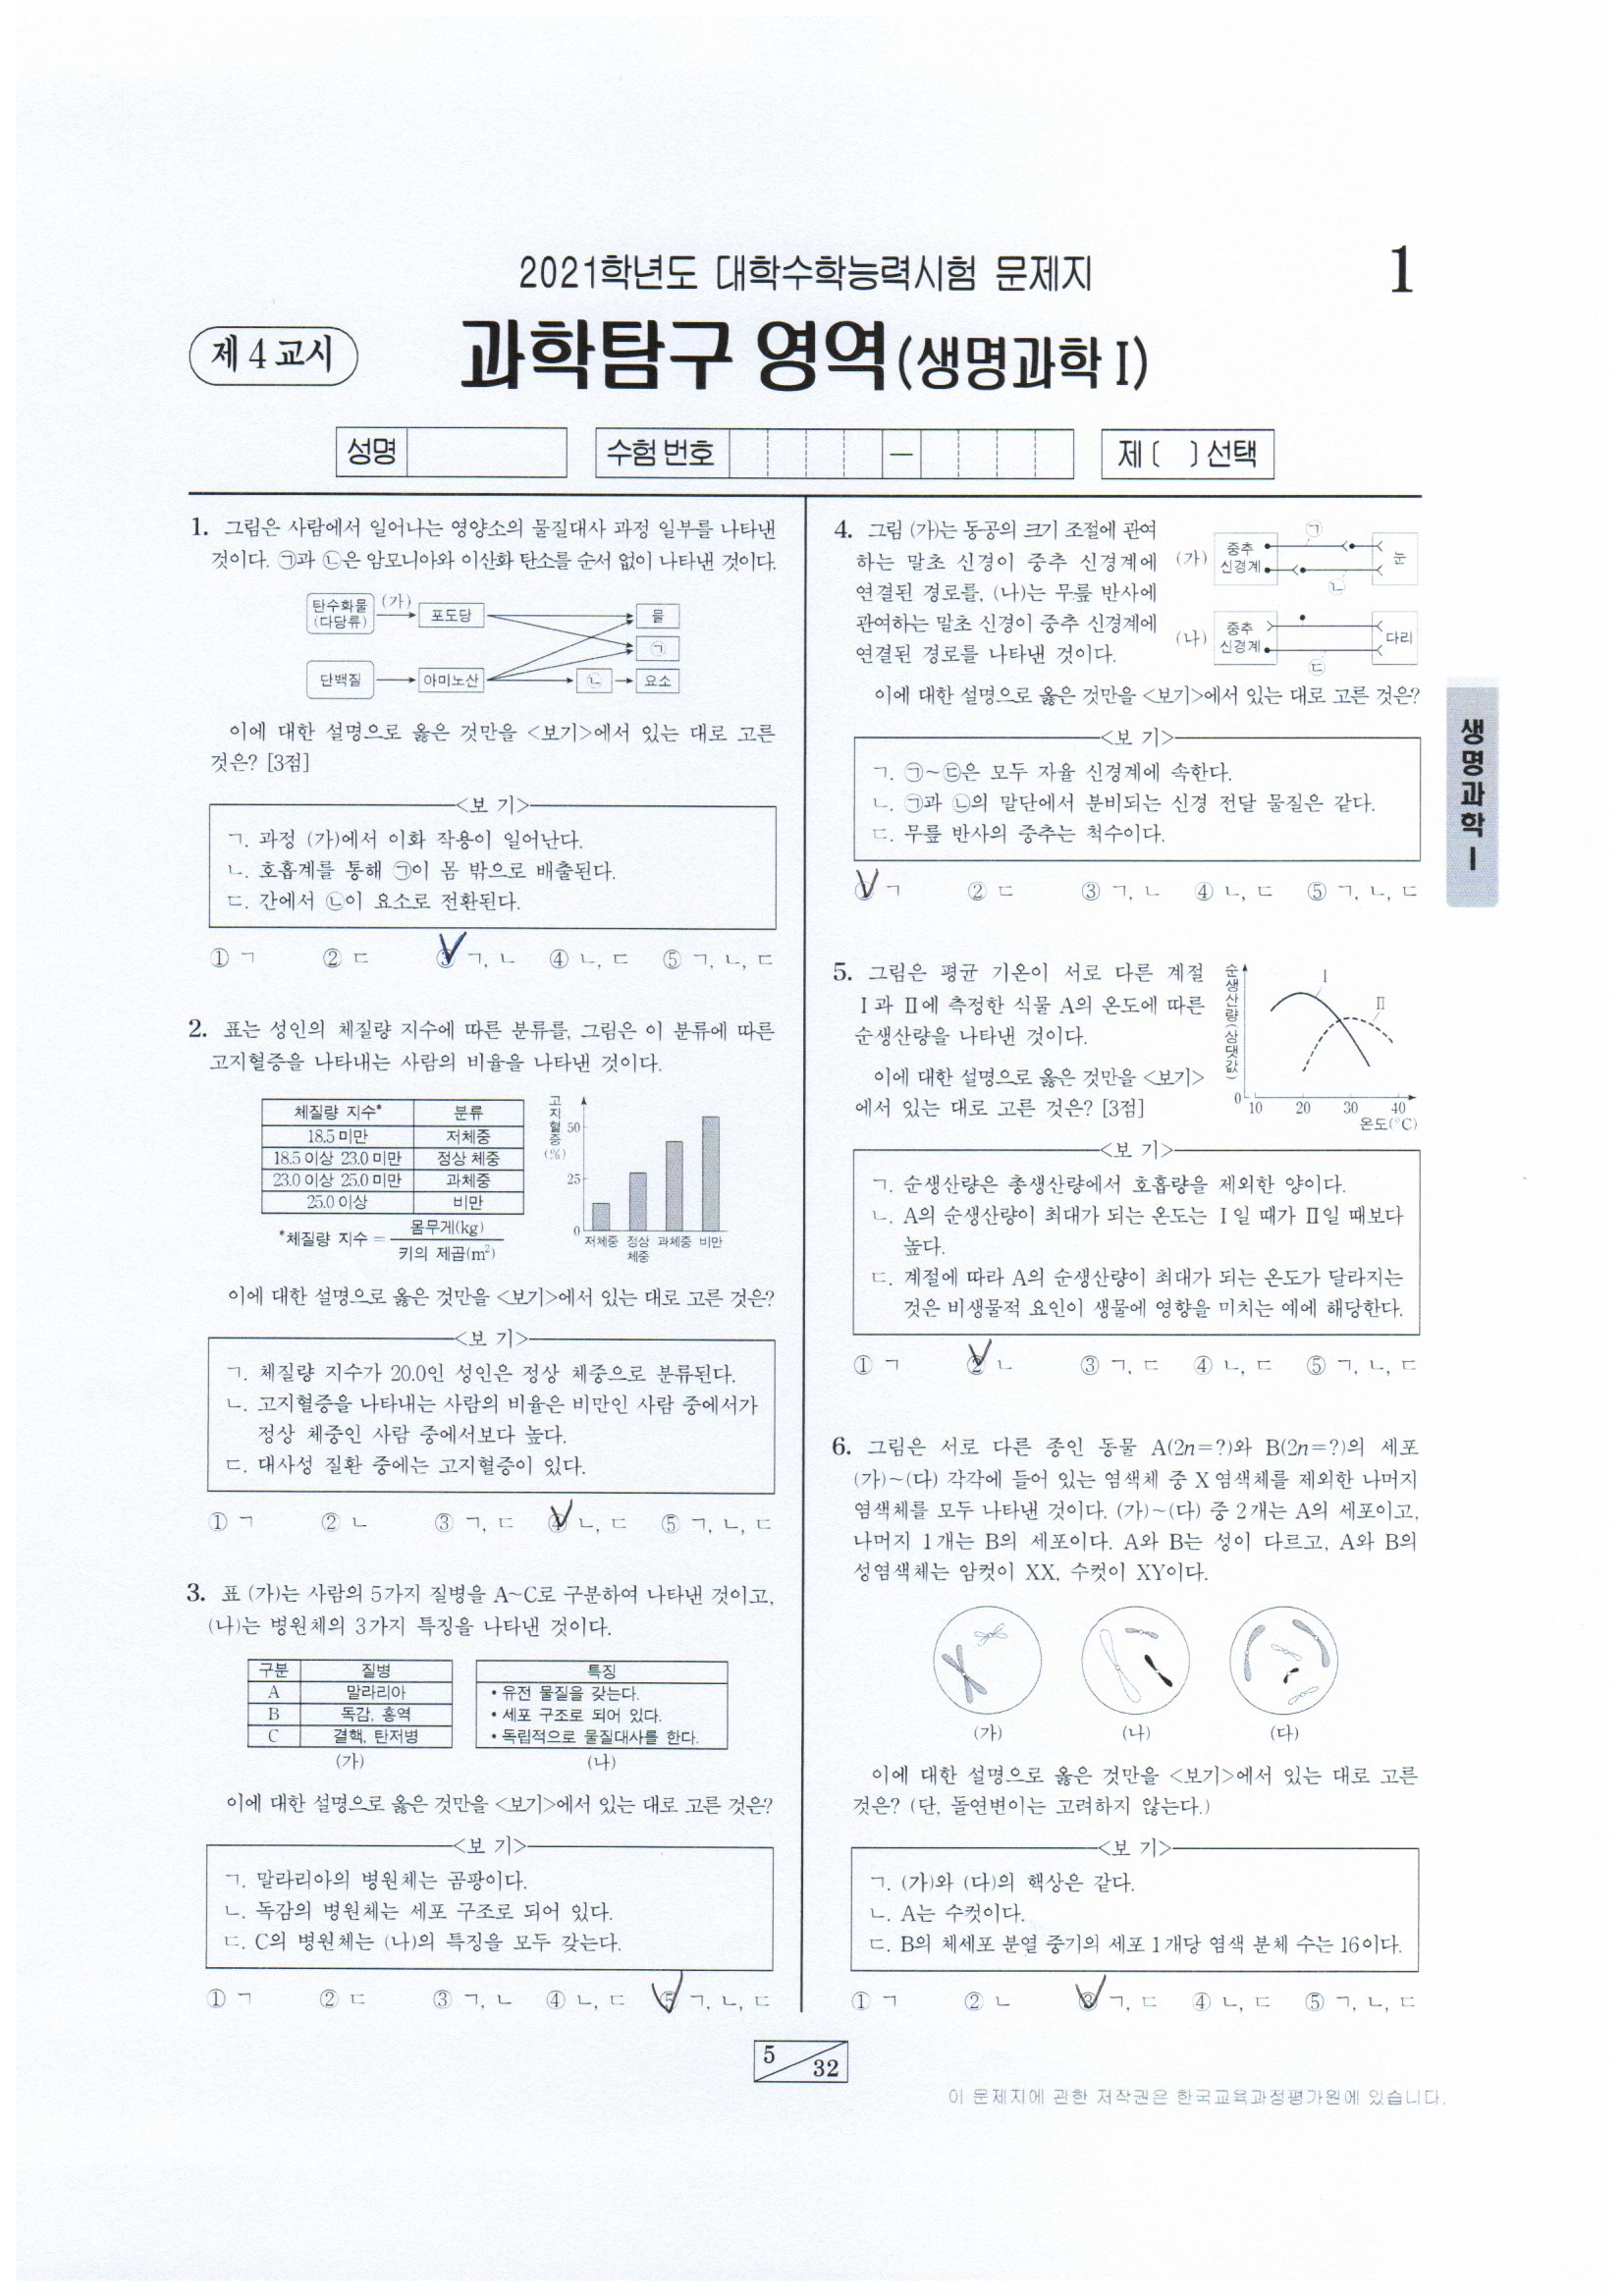 2021학년도 대학수학능력시험 문제지
1
제 4 교시
과학탐구 영역(생명과학 I)
성명
수험 번호
—
제 [ ] 선택
1. 그림은 사람에서 일어나는 영양소의 물질대사 과정 일부를 나타낸
것이다. ㉠과 ㉡은 암모니아와 이산화 탄소를 순서 없이 나타낸 것이다.
탄수화물
(다당류)
(가)
포도당
물
㉠
단백질
아미노산
㉡
요소
이에 대한 설명으로 옳은 것만을 <보기>에서 있는 대로 고른
것은? [3점]
<보 기>
ㄱ. 과정 (가)에서 이화 작용이 일어난다.
ㄴ. 호흡계를 통해 ㉠이 몸 밖으로 배출된다.
ㄷ. 간에서 ㉡이 요소로 전환된다.
① ㄱ ② ㄷ ③ ㄱ, ㄴ ④ ㄴ, ㄷ ⑤ ㄱ, ㄴ, ㄷ
2. 표는 성인의 체질량 지수에 따른 분류를, 그림은 이 분류에 따른
고지혈증을 나타내는 사람의 비율을 나타낸 것이다.
체질량 지수* 분류
18.5 미만 저체중
18.5 이상 23.0 미만 정상 체중
23.0 이상 25.0 미만 과체중
25.0 이상 비만
*체질량 지수 = 몸무게(kg)
키의 제곱(m²)
고지혈증(%)
50
25
0
저체중 정상 체중 과체중 비만
이에 대한 설명으로 옳은 것만을 <보기>에서 있는 대로 고른 것은?
<보 기>
ㄱ. 체질량 지수가 20.0인 성인은 정상 체중으로 분류된다.
ㄴ. 고지혈증을 나타내는 사람의 비율은 비만인 사람 중에서가
정상 체중인 사람 중에서보다 높다.
ㄷ. 대사성 질환 중에는 고지혈증이 있다.
① ㄱ ② ㄴ ③ ㄱ, ㄷ ④ ㄴ, ㄷ ⑤ ㄱ, ㄴ, ㄷ
3. 표 (가)는 사람의 5가지 질병을 A~C로 구분하여 나타낸 것이고,
(나)는 병원체의 3가지 특징을 나타낸 것이다.
구분 질병
A 말라리아
B 독감, 홍역
C 결핵, 탄저병
(가)
특징
• 유전 물질을 갖는다.
• 세포 구조로 되어 있다.
• 독립적으로 물질대사를 한다.
(나)
이에 대한 설명으로 옳은 것만을 <보기>에서 있는 대로 고른 것은?
<보 기>
ㄱ. 말라리아의 병원체는 곰팡이다.
ㄴ. 독감의 병원체는 세포 구조로 되어 있다.
ㄷ. C의 병원체는 (나)의 특징을 모두 갖는다.
① ㄱ ② ㄷ ③ ㄱ, ㄴ ④ ㄴ, ㄷ ⑤ ㄱ, ㄴ, ㄷ
4. 그림 (가)는 동공의 크기 조절에 관여
하는 말초 신경이 중추 신경계에
연결된 경로를, (나)는 무릎 반사에
관여하는 말초 신경이 중추 신경계에
연결된 경로를 나타낸 것이다.
(가)
중추
신경계
㉠
㉡
눈
(나)
중추
신경계
㉢
다리
이에 대한 설명으로 옳은 것만을 <보기>에서 있는 대로 고른 것은?
<보 기>
ㄱ. ㉠~㉢은 모두 자율 신경계에 속한다.
ㄴ. ㉠과 ㉡의 말단에서 분비되는 신경 전달 물질은 같다.
ㄷ. 무릎 반사의 중추는 척수이다.
① ㄱ ② ㄷ ③ ㄱ, ㄴ ④ ㄴ, ㄷ ⑤ ㄱ, ㄴ, ㄷ
5. 그림은 평균 기온이 서로 다른 계절
Ⅰ과 Ⅱ에 측정한 식물 A의 온도에 따른
순생산량을 나타낸 것이다.
순생산량(상댓값)
Ⅰ
Ⅱ
0
10 20 30 40
온도(°C)
이에 대한 설명으로 옳은 것만을 <보기>
에서 있는 대로 고른 것은? [3점]
<보 기>
ㄱ. 순생산량은 총생산량에서 호흡량을 제외한 양이다.
ㄴ. A의 순생산량이 최대가 되는 온도는 Ⅰ일 때가 Ⅱ일 때보다
높다.
ㄷ. 계절에 따라 A의 순생산량이 최대가 되는 온도가 달라지는
것은 비생물적 요인이 생물에 영향을 미치는 예에 해당한다.
① ㄱ ② ㄴ ③ ㄱ, ㄷ ④ ㄴ, ㄷ ⑤ ㄱ, ㄴ, ㄷ
6. 그림은 서로 다른 종인 동물 A(2n=?)와 B(2n=?)의 세포
(가)~(다) 각각에 들어 있는 염색체 중 X 염색체를 제외한 나머지
염색체를 모두 나타낸 것이다. (가)~(다) 중 2개는 A의 세포이고,
나머지 1개는 B의 세포이다. A와 B는 성이 다르고, A와 B의
성염색체는 암컷이 XX, 수컷이 XY이다.
(가) (나) (다)
이에 대한 설명으로 옳은 것만을 <보기>에서 있는 대로 고른
것은? (단, 돌연변이는 고려하지 않는다.)
<보 기>
ㄱ. (가)와 (다)의 핵상은 같다.
ㄴ. A는 수컷이다.
ㄷ. B의 체세포 분열 중기의 세포 1개당 염색 분체 수는 16이다.
① ㄱ ② ㄴ ③ ㄱ, ㄷ ④ ㄴ, ㄷ ⑤ ㄱ, ㄴ, ㄷ
생명과학 I
5
32
이 문제지에 관한 저작권은 한국교육과정평가원에 있습니다.